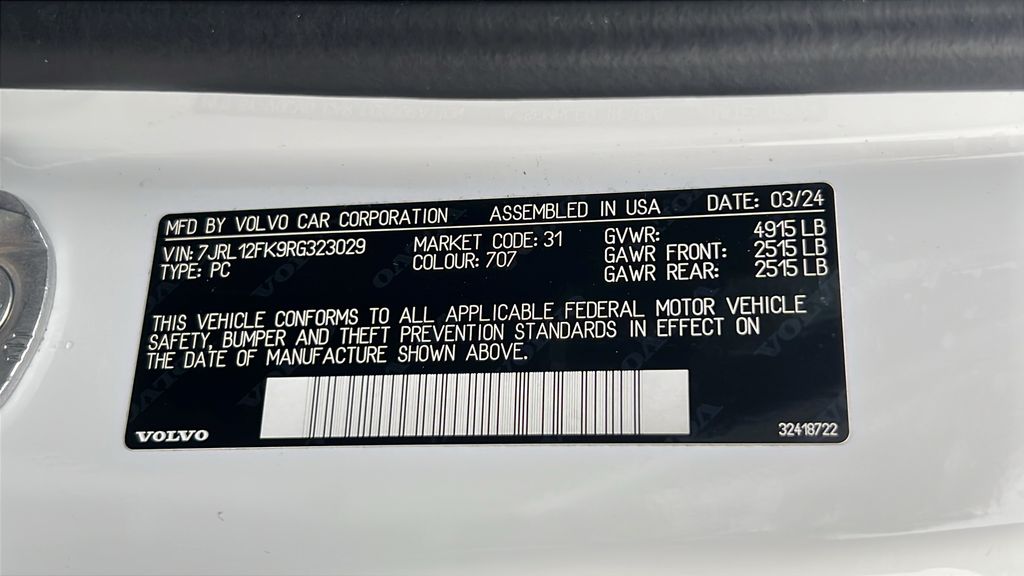 MFD BY VOLVO CAR CORPORATION ASSEMBLED IN USA DATE: 03/24
VIN: 7JRL12FK9RG323029 MARKET CODE: 31 GVWR: 4915 LB
TYPE: PC COLOUR: 707 GAWR FRONT: 2515 LB
GAWR REAR: 2515 LB
THIS VEHICLE CONFORMS TO ALL APPLICABLE FEDERAL MOTOR VEHICLE
SAFETY, BUMPER AND THEFT PREVENTION STANDARDS IN EFFECT ON
THE DATE OF MANUFACTURE SHOWN ABOVE.
VOLVO 32418722